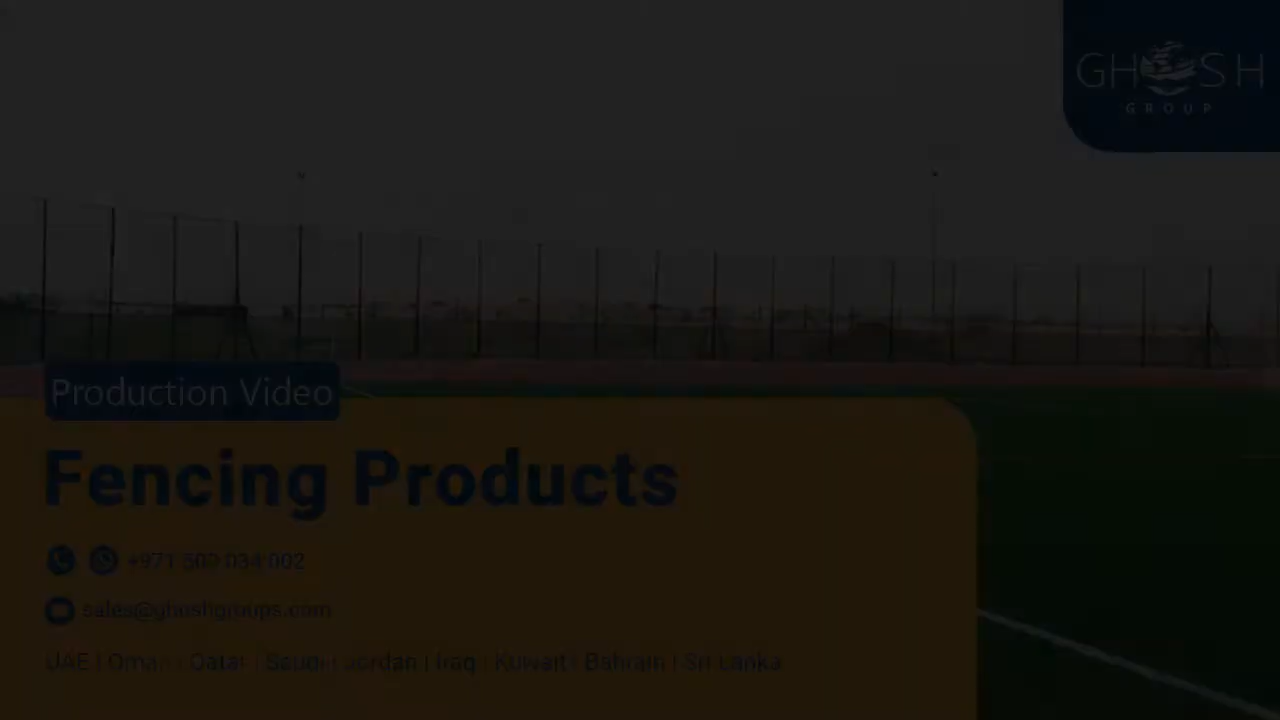 GHOSH
GROUP
Production Video
Fencing Products
+971 509 034 002
sales@ghoshgroups.com
UAE | Oman | Qatar | Saudi | Jordan | Iraq | Kuwait | Bahrain | Sri Lanka